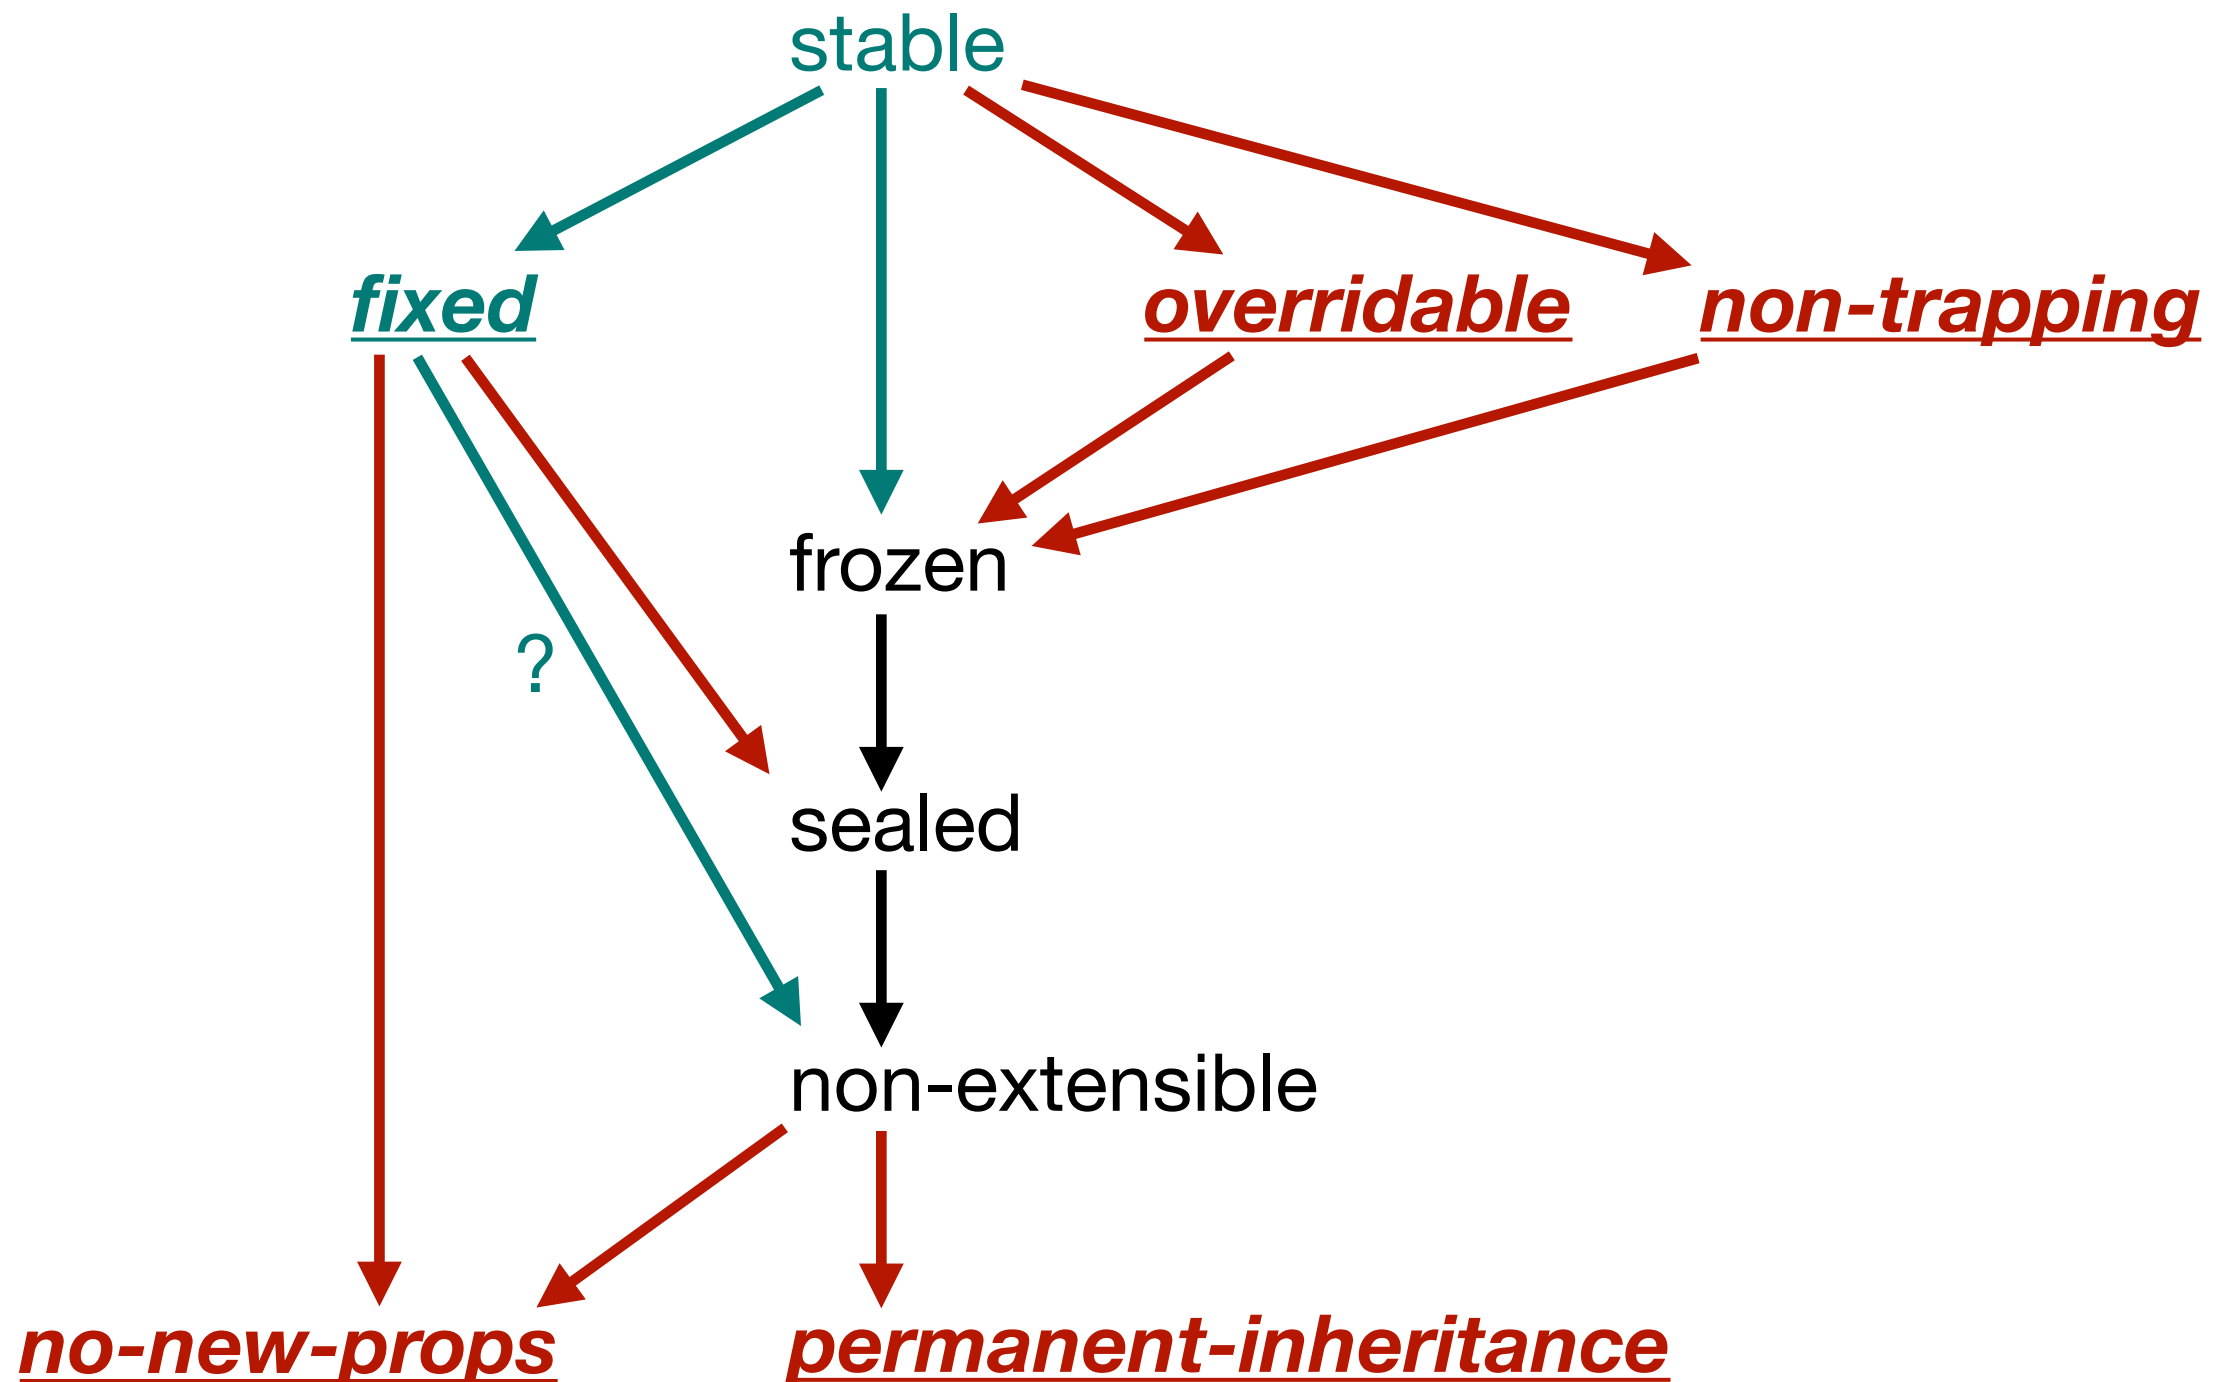 stable
fixed
overridable
non-trapping
frozen
?
sealed
non-extensible
no-new-props
permanent-inheritance